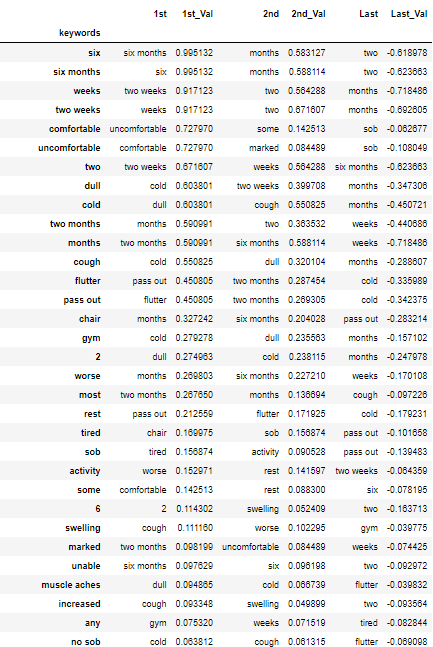 1st 1st_Val 2nd 2nd_Val Last Last_Val
keywords
six six months 0.995132 months 0.583127 two -0.618978
six months six 0.995132 months 0.588114 two -0.623663
weeks two weeks 0.917123 two 0.564288 months -0.718486
two weeks weeks 0.917123 two 0.671607 months -0.692605
comfortable uncomfortable 0.727970 some 0.142513 sob -0.062677
uncomfortable comfortable 0.727970 marked 0.084489 sob -0.108049
two two weeks 0.671607 weeks 0.564288 six months -0.623663
dull cold 0.603801 two weeks 0.399708 months -0.347306
cold dull 0.603801 cough 0.550825 months -0.450721
two months months 0.590991 two 0.363532 weeks -0.440686
months two months 0.590991 six months 0.588114 weeks -0.718486
cough cold 0.550825 dull 0.320104 months -0.288607
flutter pass out 0.450805 two months 0.287454 cold -0.335989
pass out flutter 0.450805 two months 0.269305 cold -0.342375
chair months 0.327242 six months 0.204028 pass out -0.283214
gym cold 0.279278 dull 0.235563 months -0.157102
2 dull 0.274963 cold 0.238115 months -0.247978
worse months 0.269803 six months 0.227210 weeks -0.170108
most two months 0.267650 months 0.136694 cough -0.097226
rest pass out 0.212559 flutter 0.171925 cold -0.179231
tired chair 0.169975 sob 0.156874 pass out -0.101658
sob tired 0.156874 activity 0.090528 pass out -0.139483
activity worse 0.152971 rest 0.141597 two weeks -0.064359
some comfortable 0.142513 rest 0.088300 six -0.078195
6 2 0.114302 swelling 0.052409 two -0.163713
swelling cough 0.111160 worse 0.102295 gym -0.039775
marked two months 0.098199 uncomfortable 0.084489 weeks -0.074425
unable six months 0.097629 six 0.096198 two -0.092972
muscle aches dull 0.094865 cold 0.066739 flutter -0.039832
increased cough 0.093348 swelling 0.049899 two -0.093564
any gym 0.075320 weeks 0.071519 tired -0.082844
no sob cold 0.063812 cough 0.061315 flutter -0.069098